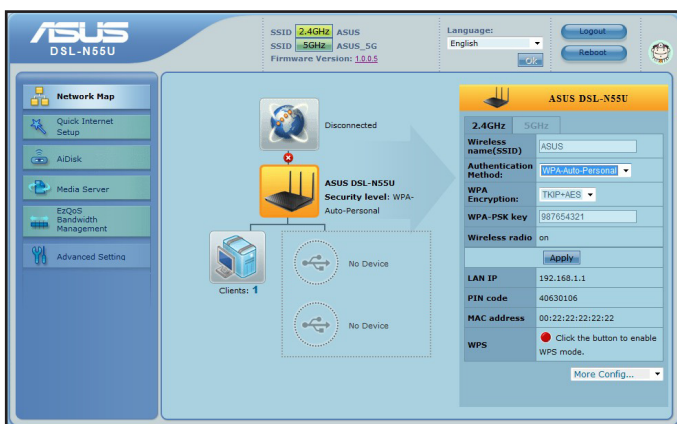 ASUS
DSL-N55U
SSID 2.4GHz ASUS
SSID 5GHz ASUS_5G
Firmware Version: 1.0.0.5
Language:
English
Ok
Logout
Reboot
Network Map
Quick Internet
Setup
AiDisk
Media Server
EzQoS
Bandwidth
Management
Advanced Setting
Disconnected
ASUS DSL-N55U
Security level: WPA-
Auto-Personal
Clients: 1
No Device
No Device
ASUS DSL-N55U
2.4GHz 5GHz
Wireless
name(SSID)
ASUS
Authentication
Method:
WPA-Auto-Personal
WPA
Encryption:
TKIP+AES
WPA-PSK key
987654321
Wireless radio on
Apply
LAN IP 192.168.1.1
PIN code 40630106
MAC address 00:22:22:22:22:22
WPS
Click the button to enable
WPS mode.
More Config...